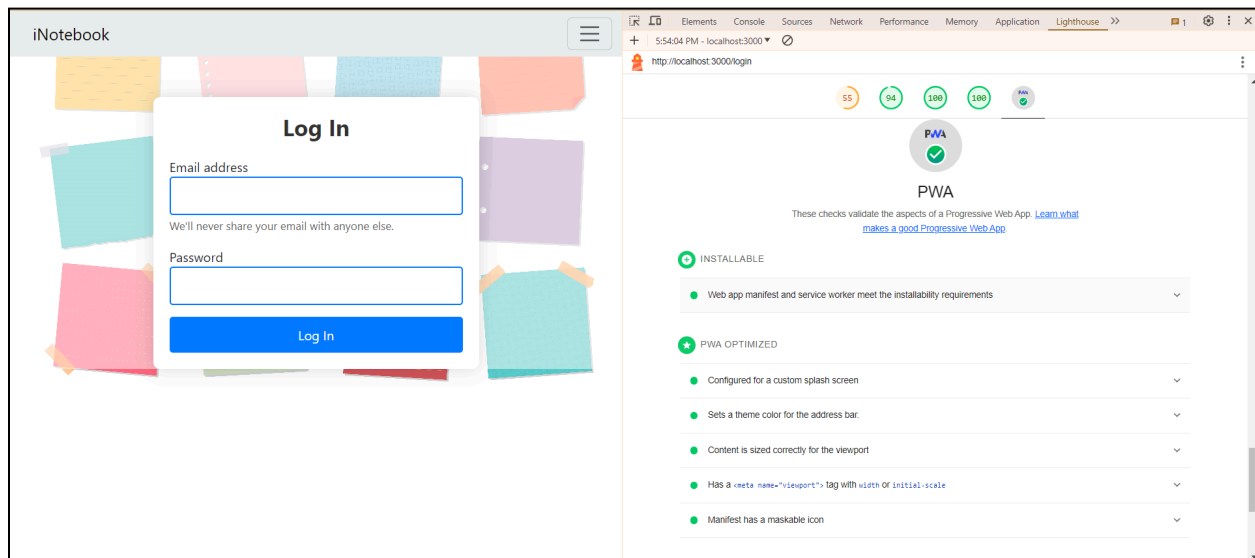 iNotebook
Log In
Email address
We'll never share your email with anyone else.
Password
Log In
Elements Console Sources Network Performance Memory Application Lighthouse 1
5:54:04 PM - localhost:3000
http://localhost:3000/login
55 94 100 100 PWA
PWA
PWA
These checks validate the aspects of a Progressive Web App. Learn what
makes a good Progressive Web App.
INSTALLABLE
Web app manifest and service worker meet the installability requirements
PWA OPTIMIZED
Configured for a custom splash screen
Sets a theme color for the address bar.
Content is sized correctly for the viewport
Has a <meta name="viewport"> tag with width or initial-scale
Manifest has a maskable icon